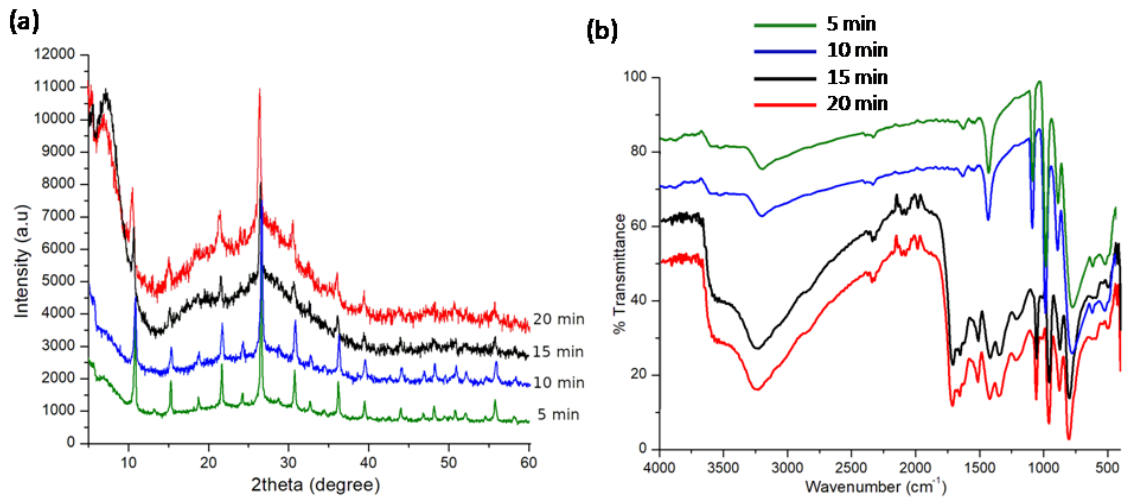 (a)
12000
11000
10000
9000
8000
7000
6000
5000
4000
3000
2000
1000
0
Intensity (a.u)
20 min
15 min
10 min
5 min
10 20 30 40 50 60
2theta (degree)
(b)
5 min
10 min
15 min
20 min
100
80
60
40
20
0
% Transmittance
4000 3500 3000 2500 2000 1500 1000 500
Wavenumber (cm⁻¹)